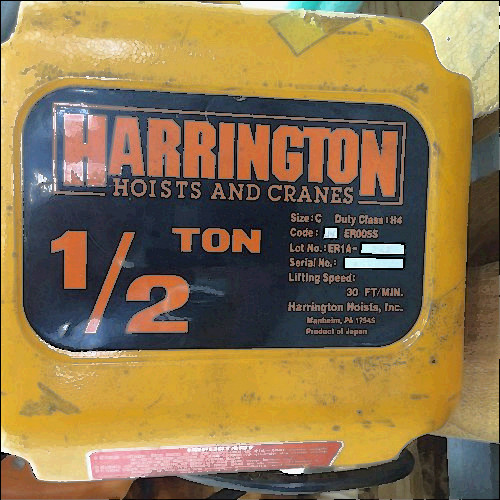 HARRINGTON
HOISTS AND CRANES
1/2 TON
Size: C Duty Class: H4
Code: ER005S
Lot No.: ER1A-
Serial No.:
Lifting Speed:
30 FT/MIN.
Harrington Hoists, Inc.
Manheim, PA 17545
Product of Japan
IMPORTANT